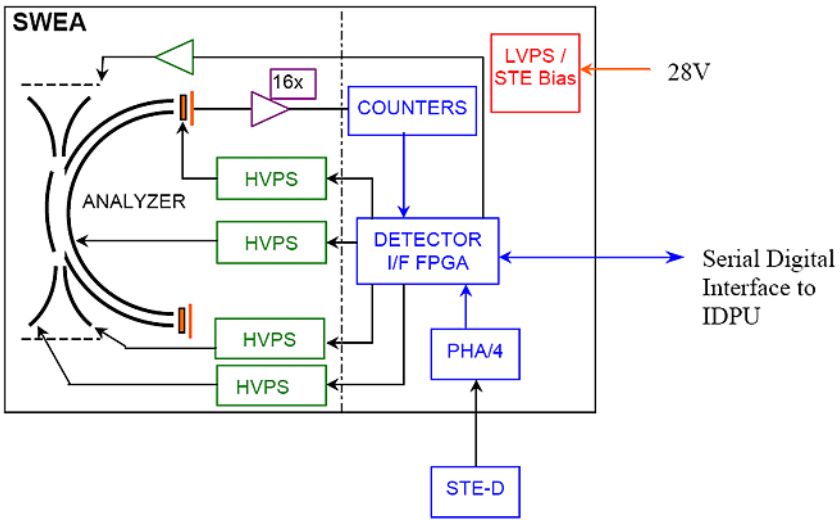 SWEA
16x
LVPS /
STE Bias
28V
COUNTERS
HVPS
ANALYZER
HVPS
DETECTOR
I/F FPGA
Serial Digital
Interface to
IDPU
HVPS
PHA/4
HVPS
STE-D